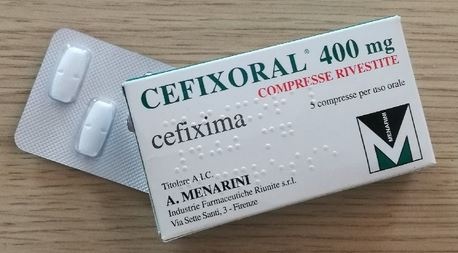 CEFIXORAL® 400 mg
COMPRESSE RIVESTITE
5 compresse per uso orale
cefixima
MENARINI
Titolare A.I.C.
A. MENARINI
Industrie Farmaceutiche Riunite s.r.l.
Via Sette Santi, 3 - Firenze